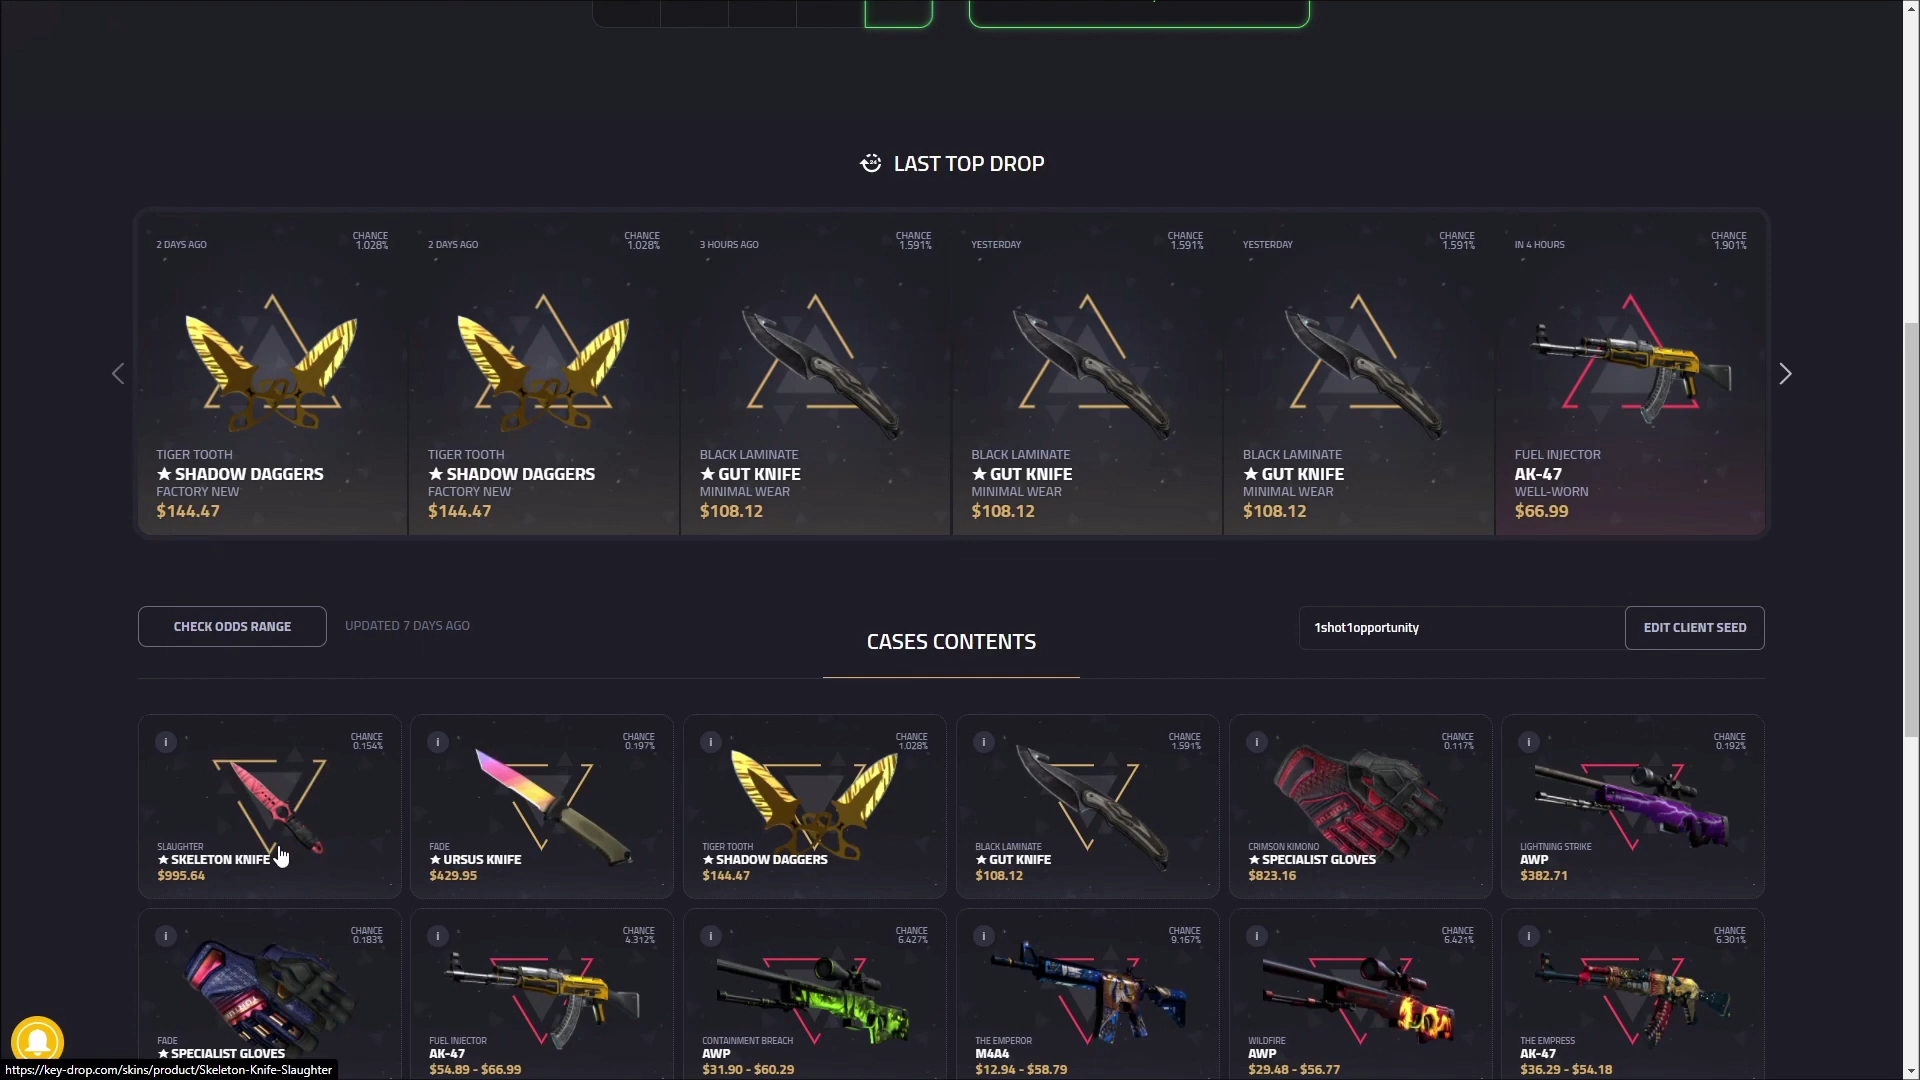 LAST TOP DROP
2 DAYS AGO
CHANCE
1.028%
TIGER TOOTH
★ SHADOW DAGGERS
FACTORY NEW
$144.47
2 DAYS AGO
CHANCE
1.028%
TIGER TOOTH
★ SHADOW DAGGERS
FACTORY NEW
$144.47
3 HOURS AGO
CHANCE
1.591%
BLACK LAMINATE
★ GUT KNIFE
MINIMAL WEAR
$108.12
YESTERDAY
CHANCE
1.591%
BLACK LAMINATE
★ GUT KNIFE
MINIMAL WEAR
$108.12
YESTERDAY
CHANCE
1.591%
BLACK LAMINATE
★ GUT KNIFE
MINIMAL WEAR
$108.12
IN 4 HOURS
CHANCE
1.901%
FUEL INJECTOR
AK-47
WELL-WORN
$66.99
CHECK ODDS RANGE
UPDATED 7 DAYS AGO
CASES CONTENTS
1shot1opportunity
EDIT CLIENT SEED
i
CHANCE
0.154%
SLAUGHTER
★ SKELETON KNIFE
$995.64
i
CHANCE
0.197%
FADE
★ URSUS KNIFE
$429.95
i
CHANCE
1.028%
TIGER TOOTH
★ SHADOW DAGGERS
$144.47
i
CHANCE
1.591%
BLACK LAMINATE
★ GUT KNIFE
$108.12
i
CHANCE
0.117%
CRIMSON KIMONO
★ SPECIALIST GLOVES
$823.16
i
CHANCE
0.192%
LIGHTNING STRIKE
AWP
$382.71
i
CHANCE
0.183%
FADE
★ SPECIALIST GLOVES
i
CHANCE
4.312%
FUEL INJECTOR
AK-47
$54.89 - $66.99
i
CHANCE
6.427%
CONTAINMENT BREACH
AWP
$31.90 - $60.29
i
CHANCE
9.167%
THE EMPEROR
M4A4
$12.94 - $58.79
i
CHANCE
6.421%
WILDFIRE
AWP
$29.48 - $56.77
i
CHANCE
6.301%
THE EMPRESS
AK-47
$36.29 - $54.18
https://key-drop.com/skins/product/Skeleton-Knife-Slaughter